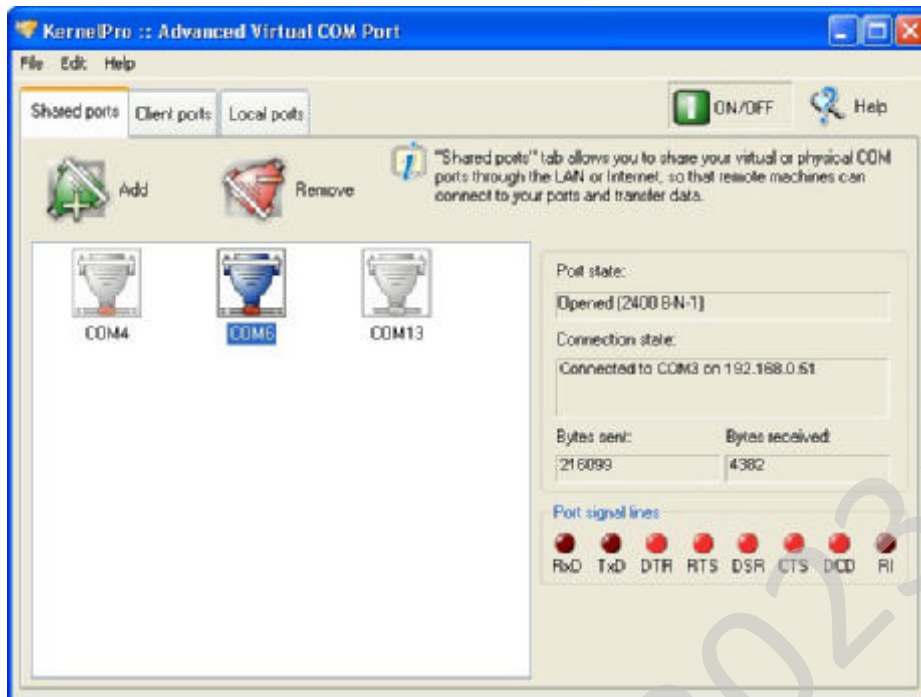 KernelPro :: Advanced Virtual COM Port
File Edit Help
Shared ports Client ports Local ports
ON/OFF Help
Add Remove
"Shared ports" tab allows you to share your virtual or physical COM
ports through the LAN or Internet, so that remote machines can
connect to your ports and transfer data.
COM4 COM6 COM13
Port state:
Opened (2400 8-N-1)
Connection state:
Connected to COM3 on 192.168.0.51
Bytes sent: Bytes received:
216099 4382
Port signal lines
RxD TxD DTR RTS DSR CTS DCD RI
2023